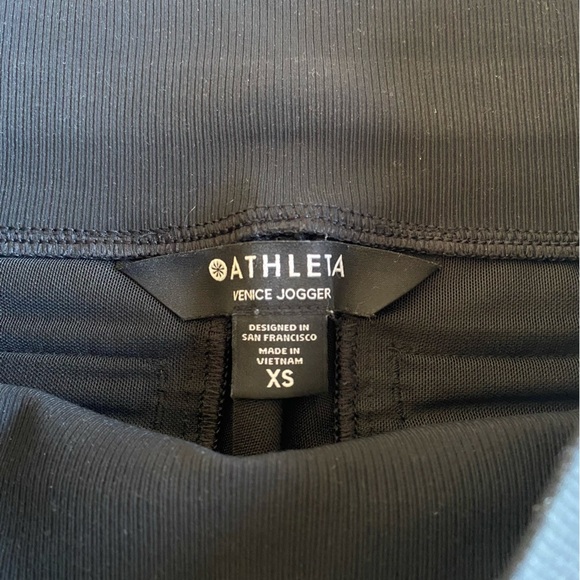 ATHLETA
VENICE JOGGER
DESIGNED IN
SAN FRANCISCO
MADE IN
VIETNAM
XS